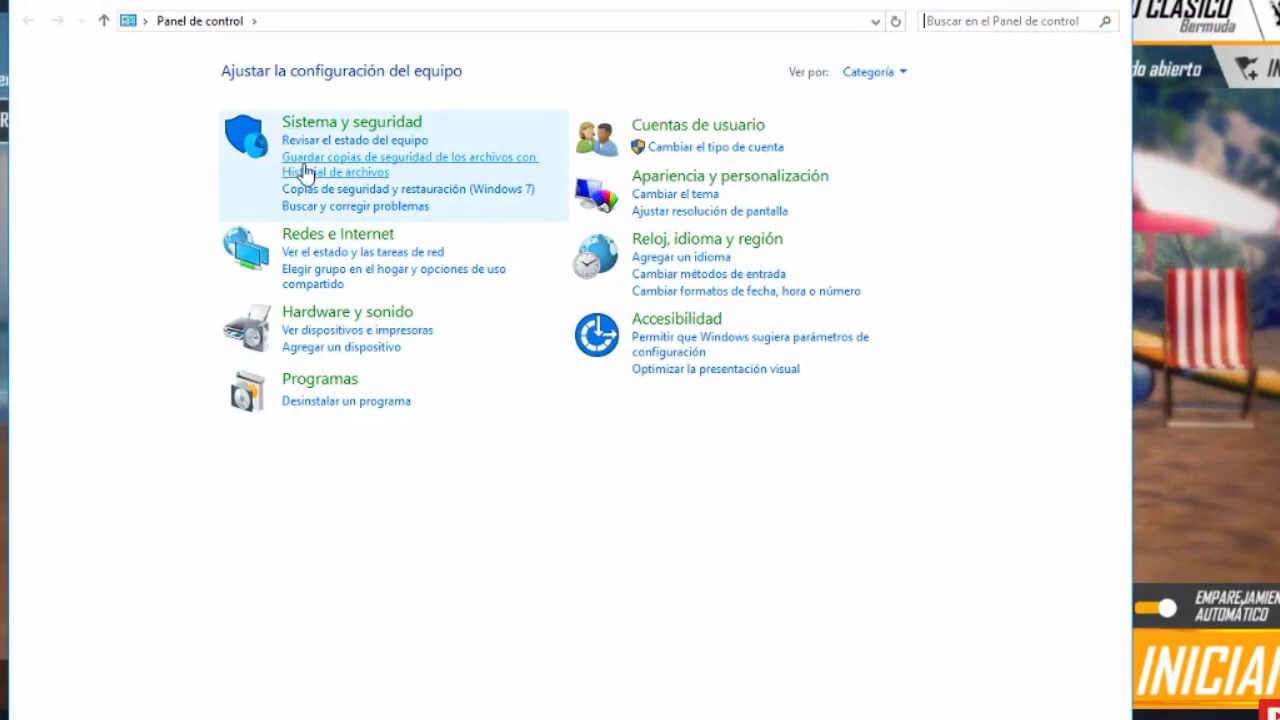 Panel de control
Buscar en el Panel de control
Ajustar la configuración del equipo
Ver por:
Categoría
Sistema y seguridad
Revisar el estado del equipo
Guardar copias de seguridad de los archivos con
Historial de archivos
Copias de seguridad y restauración (Windows 7)
Buscar y corregir problemas
Redes e Internet
Ver el estado y las tareas de red
Elegir grupo en el hogar y opciones de uso
compartido
Hardware y sonido
Ver dispositivos e impresoras
Agregar un dispositivo
Programas
Desinstalar un programa
Cuentas de usuario
Cambiar el tipo de cuenta
Apariencia y personalización
Cambiar el tema
Ajustar resolución de pantalla
Reloj, idioma y región
Agregar un idioma
Cambiar métodos de entrada
Cambiar formatos de fecha, hora o número
Accesibilidad
Permitir que Windows sugiera parámetros de
configuración
Optimizar la presentación visual
CLÁSICO
Bermuda
do abierto
EMPAREJAMIEN
AUTOMÁTICO
INICIAR